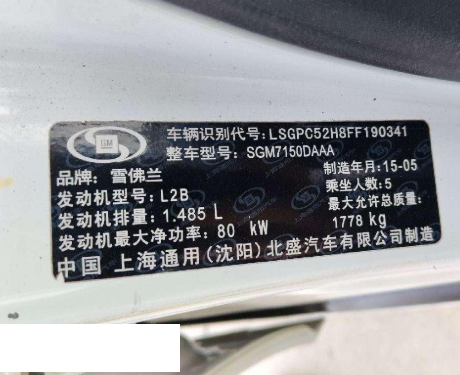 GM
车辆识别代号: LSGPC52H8FF190341
整车型号: SGM7150DAAA
品牌: 雪佛兰
制造年月: 15-05
发动机型号: L2B
乘坐人数: 5
发动机排量: 1.485 L
最大允许总质量:
发动机最大净功率: 80 kW
1778 kg
中国 上海通用(沈阳)北盛汽车有限公司制造